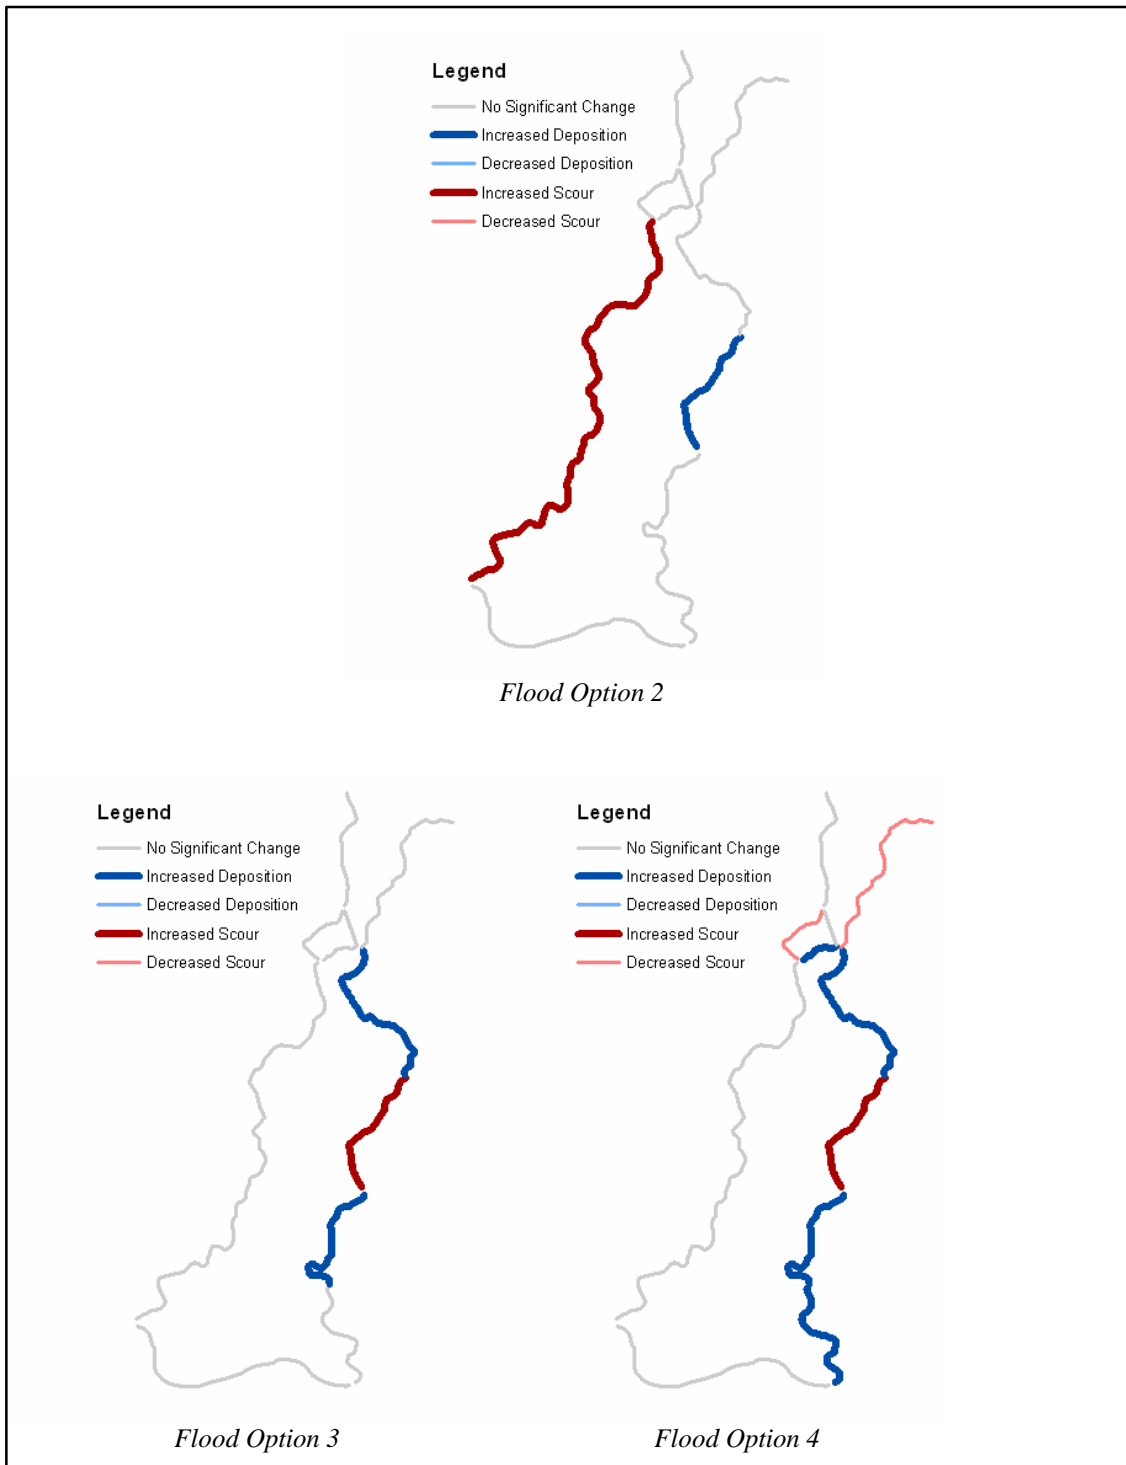 Legend
No Significant Change
Increased Deposition
Decreased Deposition
Increased Scour
Decreased Scour
Flood Option 2
Legend
No Significant Change
Increased Deposition
Decreased Deposition
Increased Scour
Decreased Scour
Flood Option 3
Legend
No Significant Change
Increased Deposition
Decreased Deposition
Increased Scour
Decreased Scour
Flood Option 4